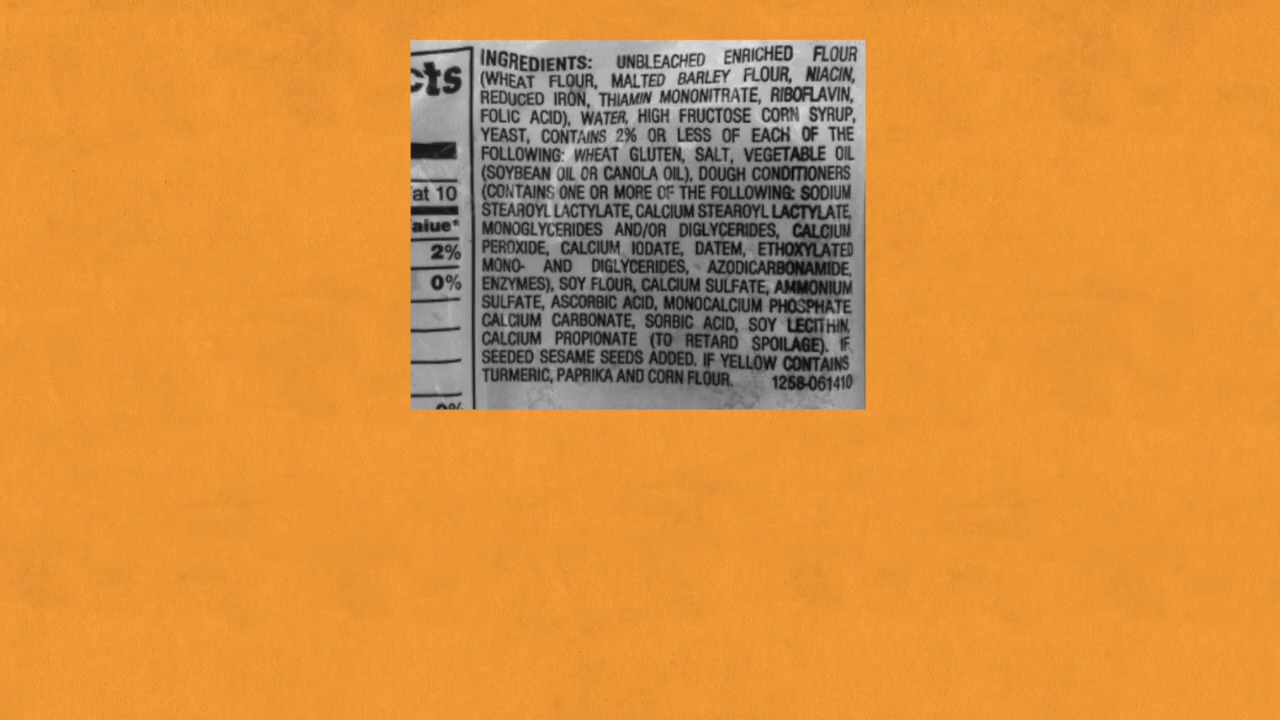 cts
at 10
alue*
2%
0%
0%
INGREDIENTS: UNBLEACHED ENRICHED FLOUR
(WHEAT FLOUR, MALTED BARLEY FLOUR, NIACIN,
REDUCED IRON, THIAMIN MONONITRATE, RIBOFLAVIN,
FOLIC ACID), WATER, HIGH FRUCTOSE CORN SYRUP,
YEAST, CONTAINS 2% OR LESS OF EACH OF THE
FOLLOWING: WHEAT GLUTEN, SALT, VEGETABLE OIL
(SOYBEAN OIL OR CANOLA OIL), DOUGH CONDITIONERS
(CONTAINS ONE OR MORE OF THE FOLLOWING: SODIUM
STEAROYL LACTYLATE, CALCIUM STEAROYL LACTYLATE,
MONOGLYCERIDES AND/OR DIGLYCERIDES, CALCIUM
PEROXIDE, CALCIUM IODATE, DATEM, ETHOXYLATED
MONO- AND DIGLYCERIDES, AZODICARBONAMIDE,
ENZYMES), SOY FLOUR, CALCIUM SULFATE, AMMONIUM
SULFATE, ASCORBIC ACID, MONOCALCIUM PHOSPHATE
CALCIUM CARBONATE, SORBIC ACID, SOY LECITHIN,
CALCIUM PROPIONATE (TO RETARD SPOILAGE). IF
SEEDED SESAME SEEDS ADDED. IF YELLOW CONTAINS
TURMERIC, PAPRIKA AND CORN FLOUR. 1258-061410